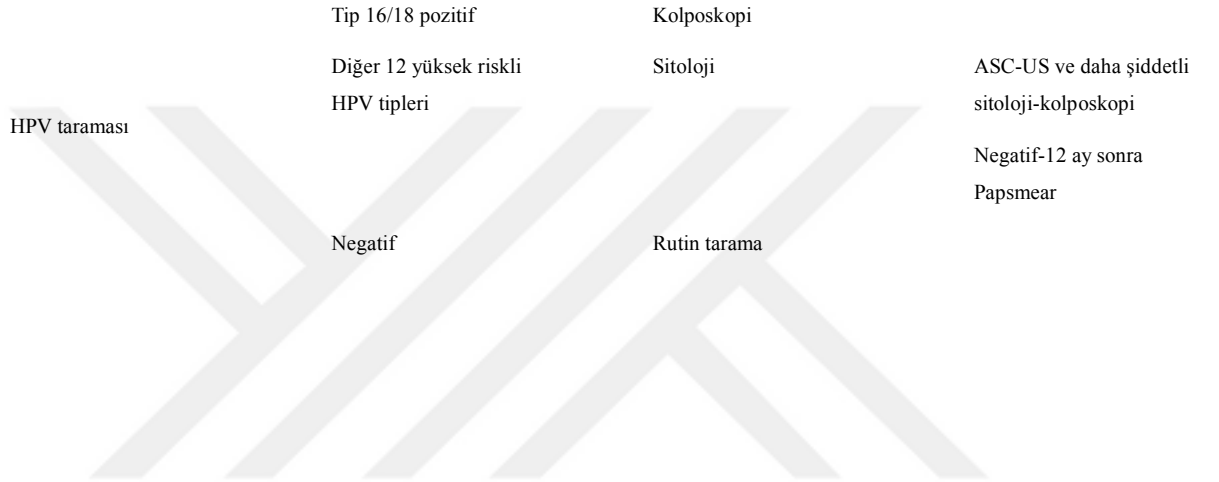 HPV taraması
Tip 16/18 pozitif
Kolposkopi
Diğer 12 yüksek riskli
HPV tipleri
Sitoloji
ASC-US ve daha şiddetli
sitoloji-kolposkopi
Negatif-12 ay sonra
Papsmear
Negatif
Rutin tarama